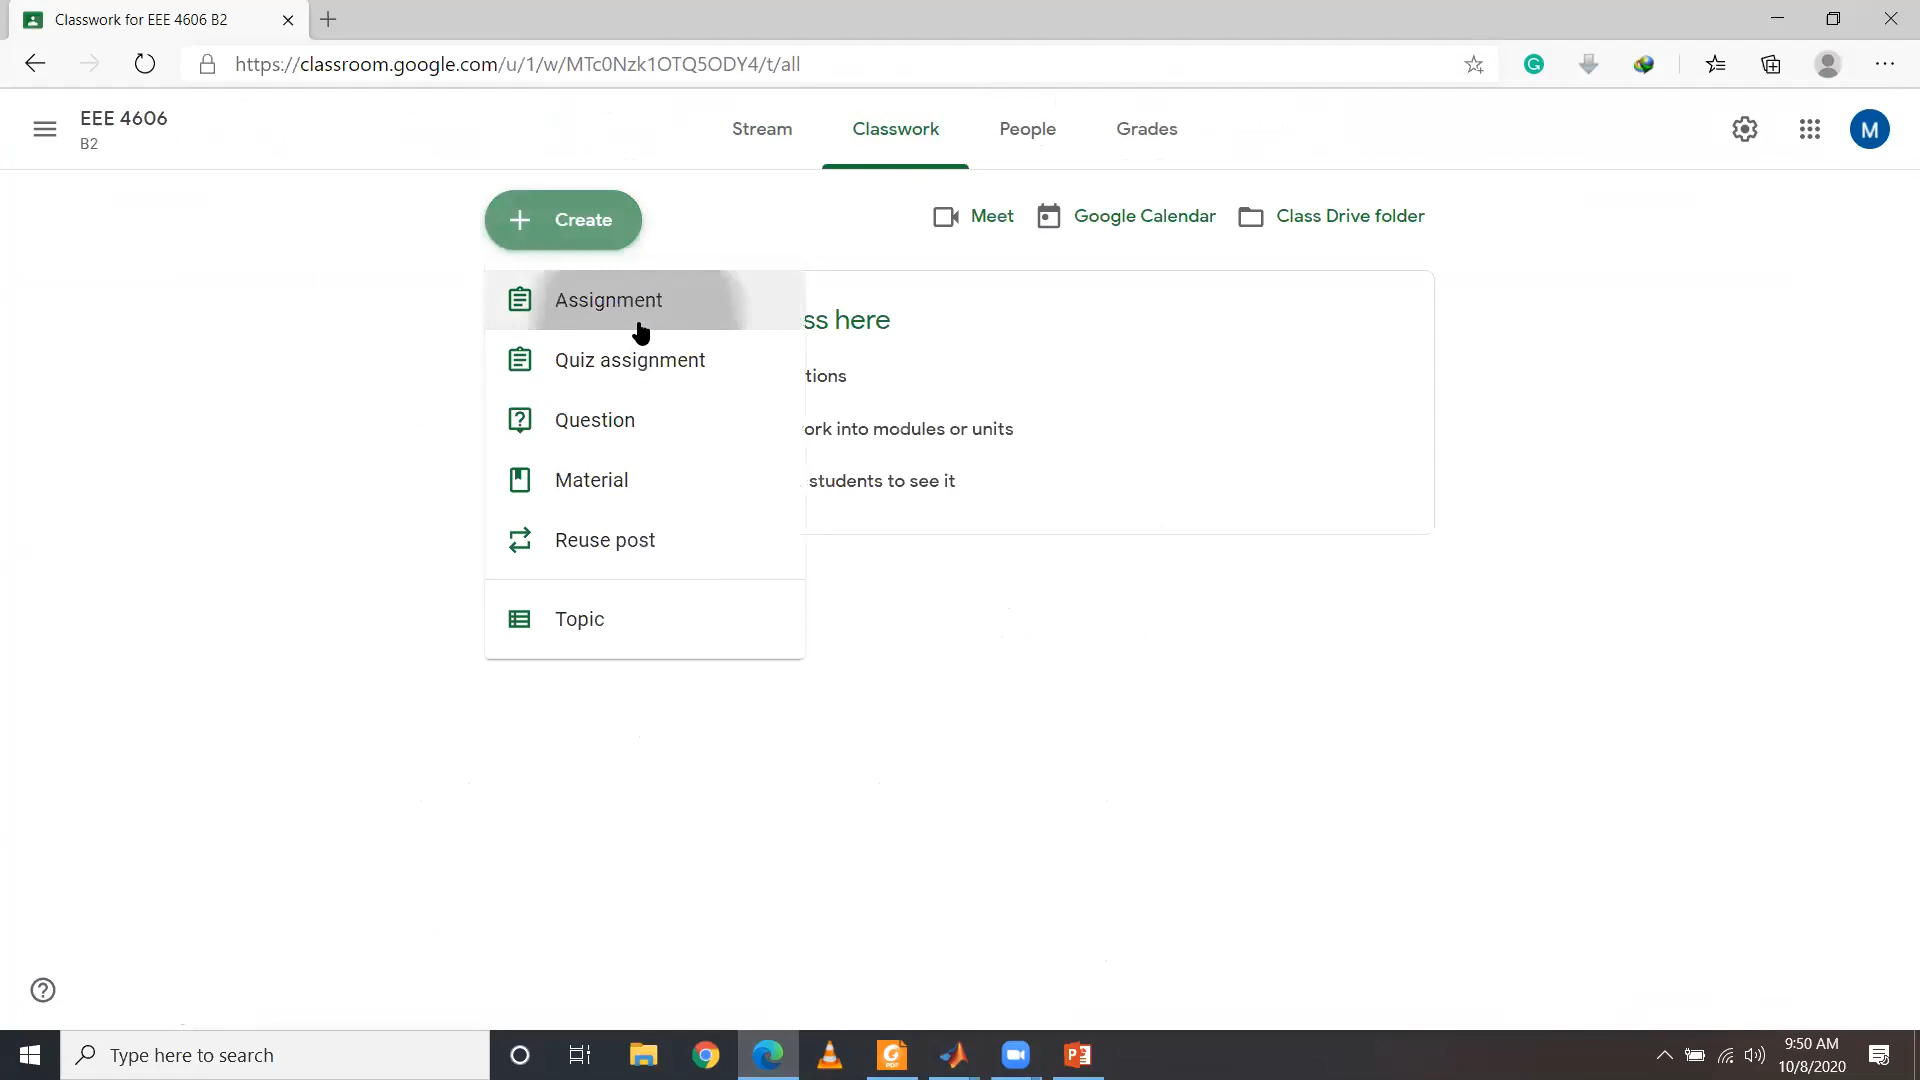 Classwork for EEE 4606 B2
https://classroom.google.com/u/1/w/MTc0Nzk1OTQ5ODY4/t/all
EEE 4606
B2
Stream
Classwork
People
Grades
M
Create
Meet
Google Calendar
Class Drive folder
Assignment
ss here
Quiz assignment
tions
Question
ork into modules or units
Material
students to see it
Reuse post
Topic
Type here to search
9:50 AM
10/8/2020